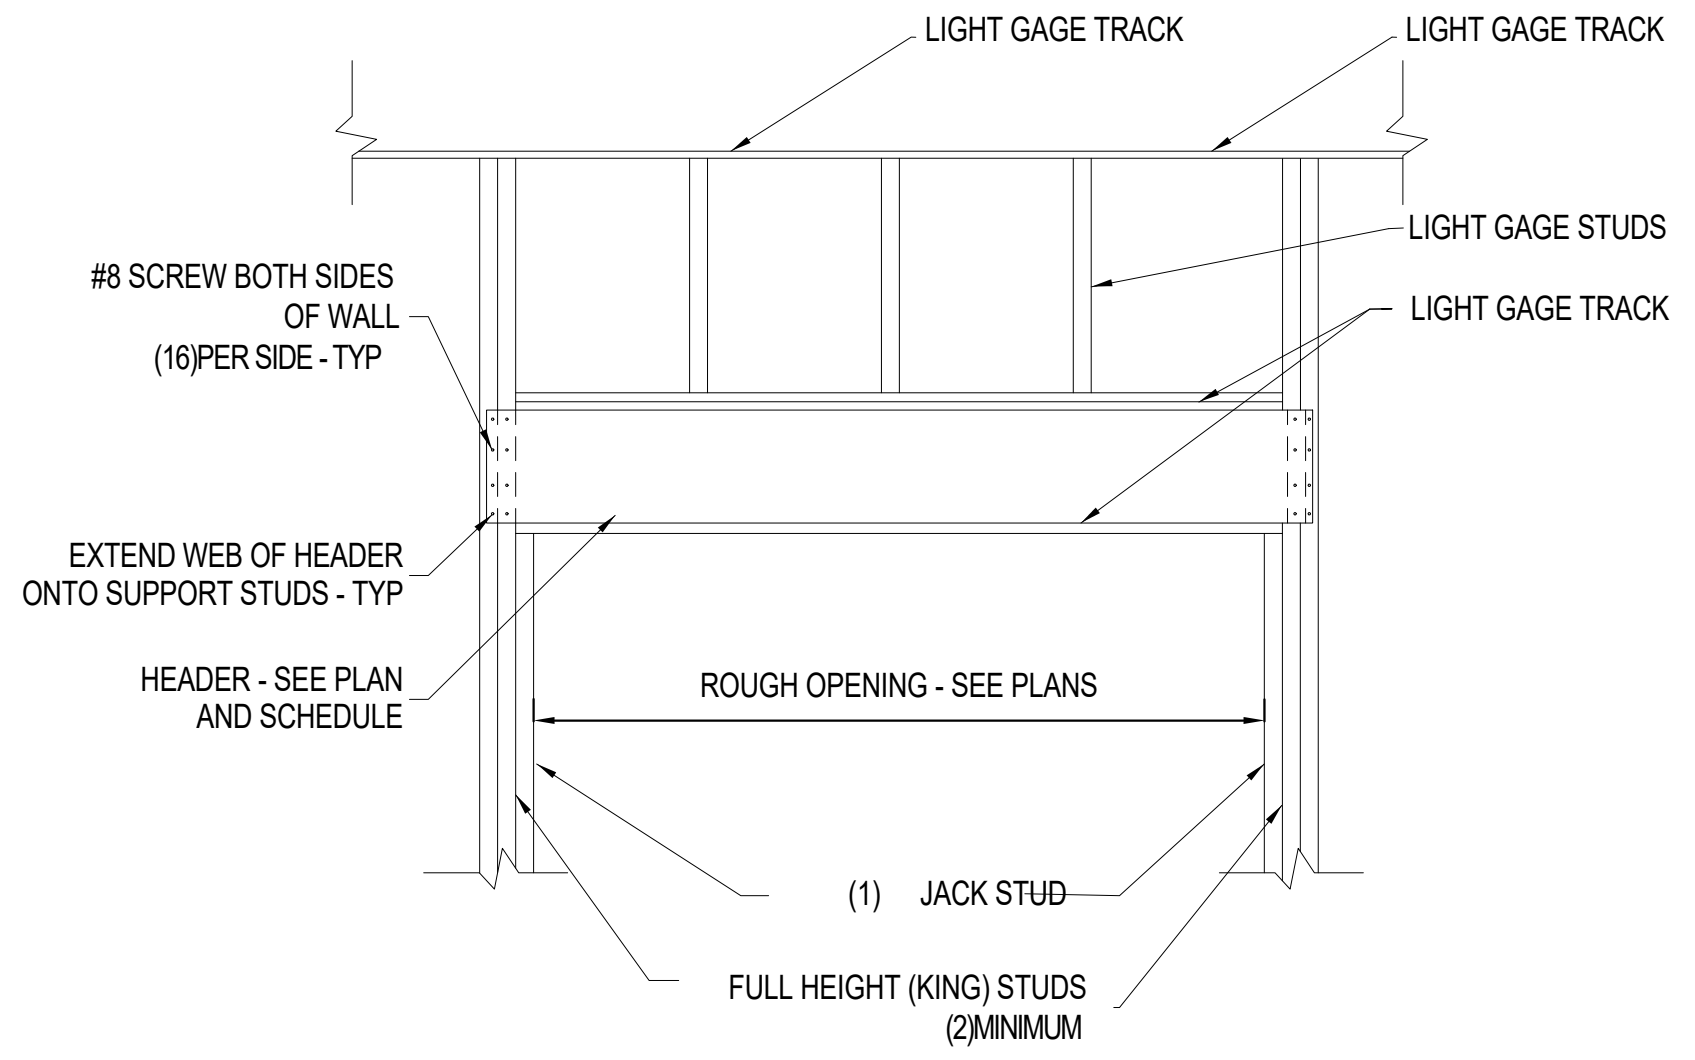 LIGHT GAGE TRACK
LIGHT GAGE TRACK
LIGHT GAGE STUDS
LIGHT GAGE TRACK
#8 SCREW BOTH SIDES
OF WALL
(16)PER SIDE - TYP
EXTEND WEB OF HEADER
ONTO SUPPORT STUDS - TYP
HEADER - SEE PLAN
AND SCHEDULE
ROUGH OPENING - SEE PLANS
(1) JACK STUD
FULL HEIGHT (KING) STUDS
(2)MINIMUM